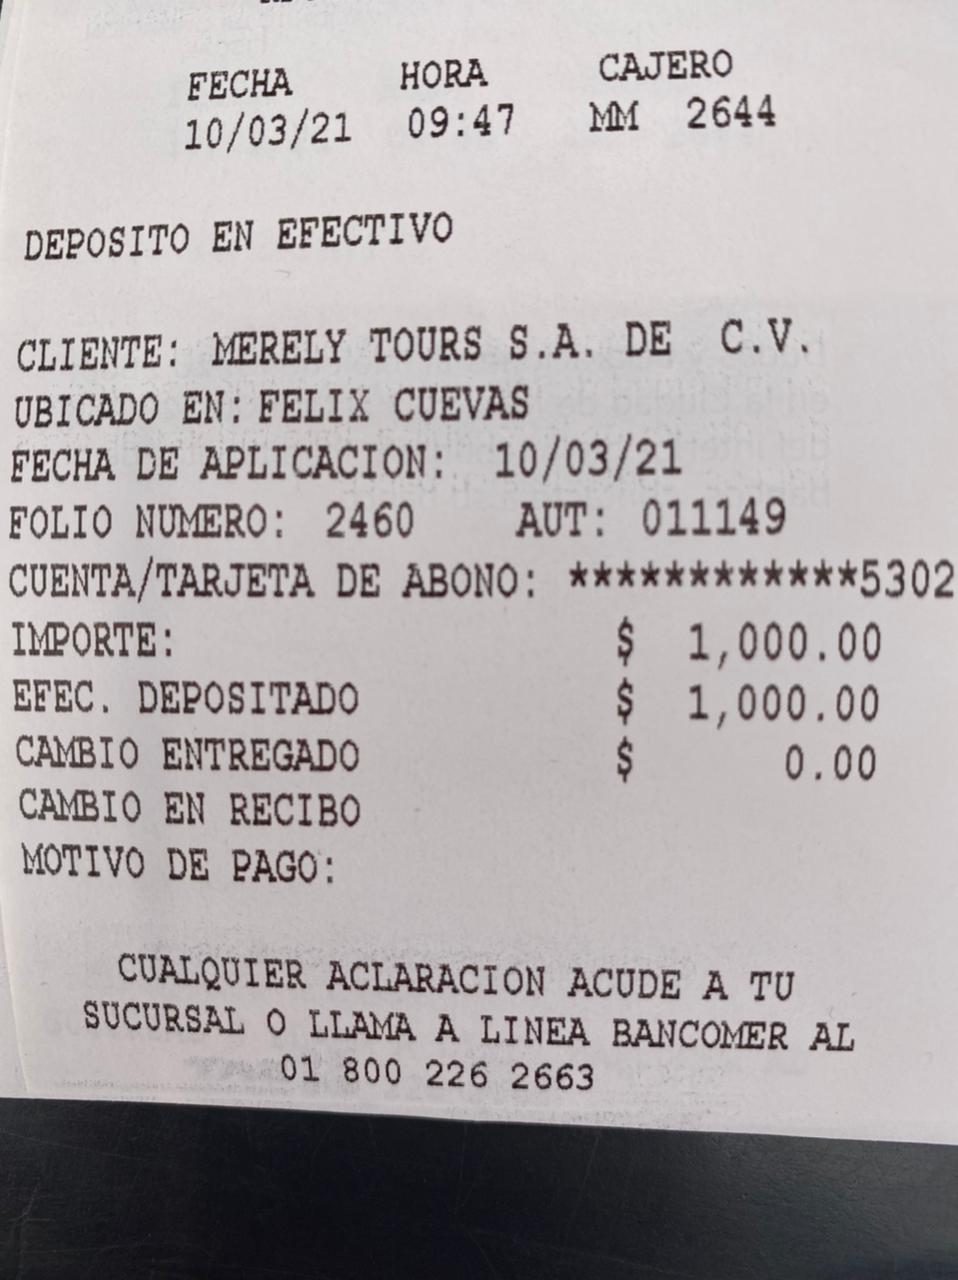 FECHA HORA CAJERO
10/03/21 09:47 MM 2644
DEPOSITO EN EFECTIVO
CLIENTE: MERELY TOURS S.A. DE C.V.
UBICADO EN: FELIX CUEVAS
FECHA DE APLICACION: 10/03/21
FOLIO NUMERO: 2460 AUT: 011149
CUENTA/TARJETA DE ABONO: ************5302
IMPORTE: $ 1,000.00
EFEC. DEPOSITADO $ 1,000.00
CAMBIO ENTREGADO $ 0.00
CAMBIO EN RECIBO
MOTIVO DE PAGO:
CUALQUIER ACLARACION ACUDE A TU
SUCURSAL O LLAMA A LINEA BANCOMER AL
01 800 226 2663